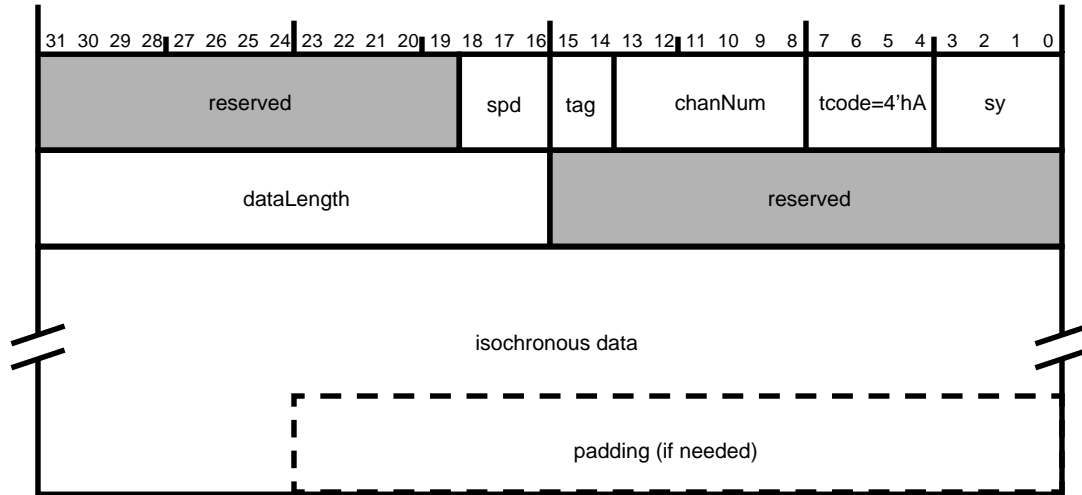 31 30 29 28 27 26 25 24 23 22 21 20 19 18 17 16 15 14 13 12 11 10 9 8 7 6 5 4 3 2 1 0
reserved spd tag chanNum tcode=4’hA sy
dataLength reserved
isochronous data
padding (if needed)